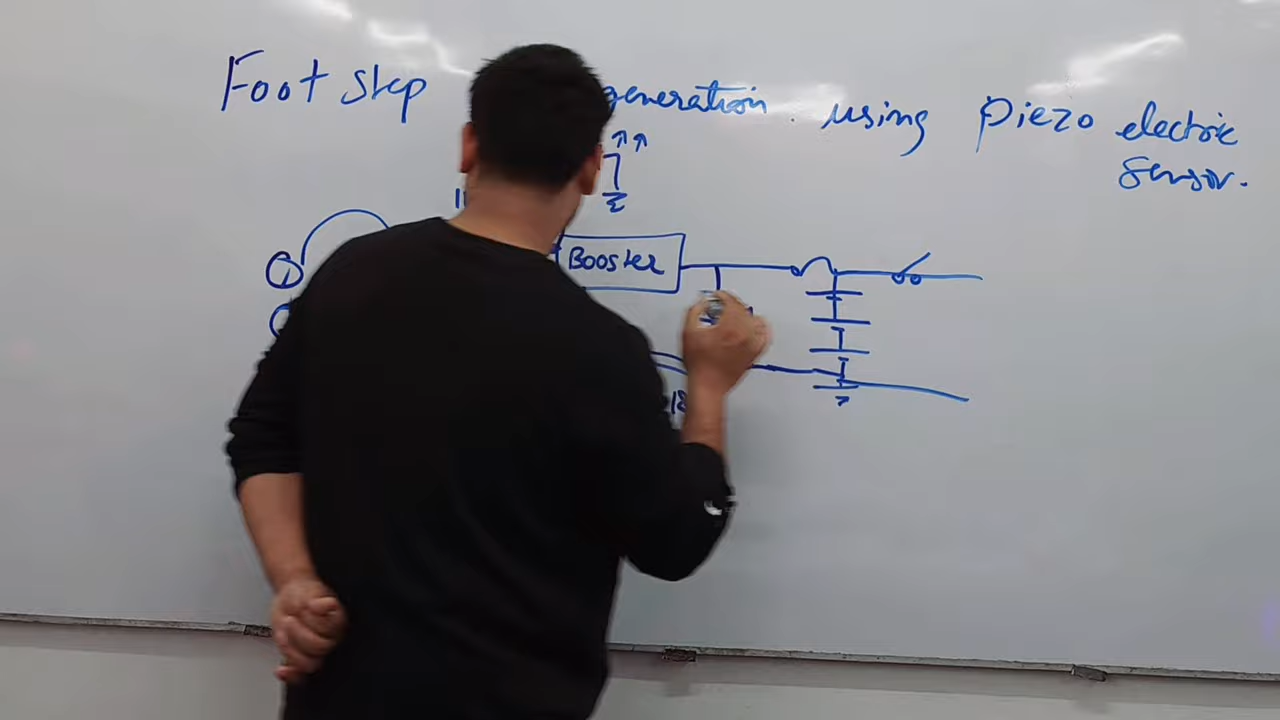 Foot step generation using piezo electric
sensor.
Booster